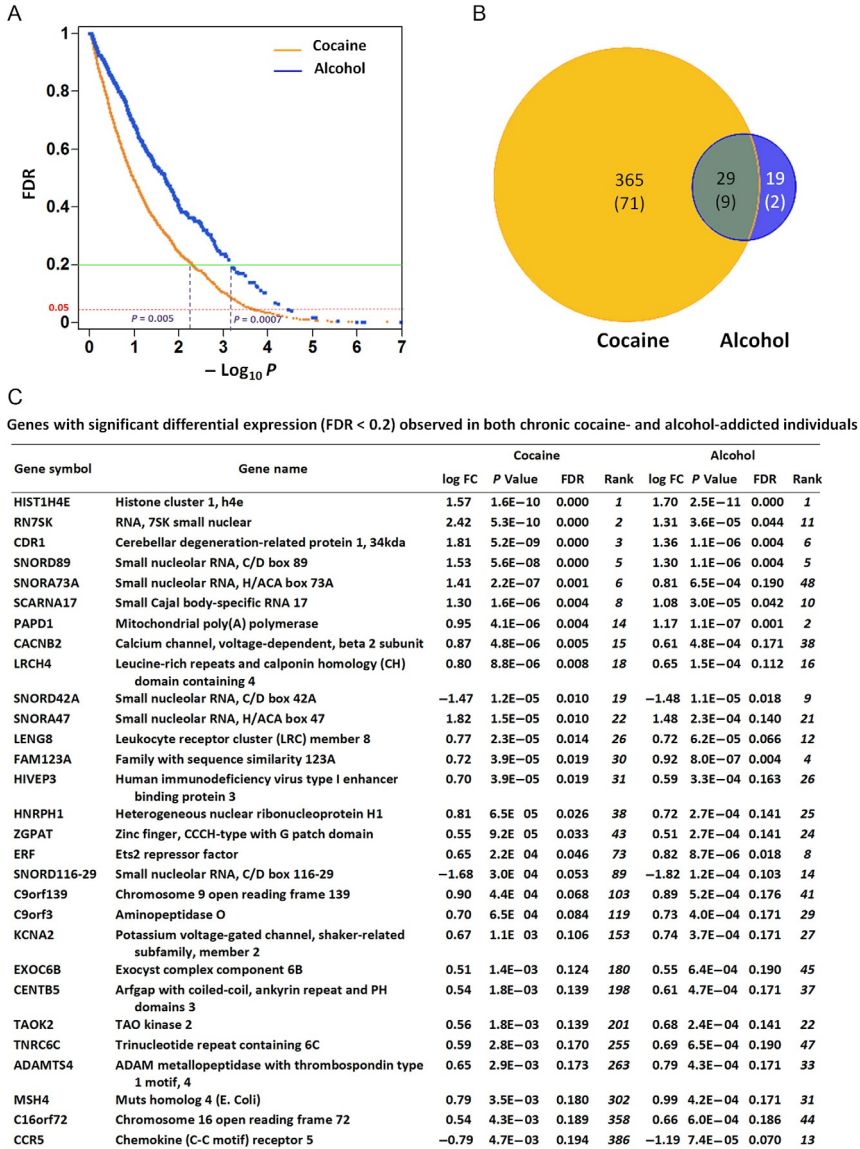 A
1
0.8
0.6
0.4
0.2
0.05
0
FDR
Cocaine
Alcohol
P = 0.005
P = 0.0007
0 1 2 3 4 5 6 7
− Log10 P
B
365
(71)
29
(9)
19
(2)
Cocaine Alcohol
C
Genes with significant differential expression (FDR < 0.2) observed in both chronic cocaine- and alcohol-addicted individuals
Cocaine Alcohol
Gene symbol Gene name log FC P Value FDR Rank log FC P Value FDR Rank
HIST1H4E Histone cluster 1, h4e 1.57 1.6E−10 0.000 1 1.70 2.5E−11 0.000 1
RN7SK RNA, 7SK small nuclear 2.42 5.3E−10 0.000 2 1.31 3.6E−05 0.044 11
CDR1 Cerebellar degeneration-related protein 1, 34kda 1.81 5.2E−09 0.000 3 1.36 1.1E−06 0.004 6
SNORD89 Small nucleolar RNA, C/D box 89 1.53 5.6E−08 0.000 5 1.30 1.1E−06 0.004 5
SNORA73A Small nucleolar RNA, H/ACA box 73A 1.41 2.2E−07 0.001 6 0.81 6.5E−04 0.190 48
SCARNA17 Small Cajal body-specific RNA 17 1.30 1.6E−06 0.004 8 1.08 3.0E−05 0.042 10
PAPD1 Mitochondrial poly(A) polymerase 0.95 4.1E−06 0.004 14 1.17 1.1E−07 0.001 2
CACNB2 Calcium channel, voltage-dependent, beta 2 subunit 0.87 4.8E−06 0.005 15 0.61 4.8E−04 0.171 38
LRCH4 Leucine-rich repeats and calponin homology (CH) 0.80 8.8E−06 0.008 18 0.65 1.5E−04 0.112 16
domain containing 4
SNORD42A Small nucleolar RNA, C/D box 42A −1.47 1.2E−05 0.010 19 −1.48 1.1E−05 0.018 9
SNORA47 Small nucleolar RNA, H/ACA box 47 1.82 1.5E−05 0.010 22 1.48 2.3E−04 0.140 21
LENG8 Leukocyte receptor cluster (LRC) member 8 0.77 2.3E−05 0.014 26 0.72 6.2E−05 0.066 12
FAM123A Family with sequence similarity 123A 0.72 3.9E−05 0.019 30 0.92 8.0E−07 0.004 4
HIVEP3 Human immunodeficiency virus type I enhancer 0.70 3.9E−05 0.019 31 0.59 3.3E−04 0.163 26
binding protein 3
HNRPH1 Heterogeneous nuclear ribonucleoprotein H1 0.81 6.5E 05 0.026 38 0.72 2.7E−04 0.141 25
ZGPAT Zinc finger, CCCH-type with G patch domain 0.55 9.2E 05 0.033 43 0.51 2.7E−04 0.141 24
ERF Ets2 repressor factor 0.65 2.2E 04 0.046 73 0.82 8.7E−06 0.018 8
SNORD116-29 Small nucleolar RNA, C/D box 116-29 −1.68 3.0E 04 0.053 89 −1.82 1.2E−04 0.103 14
C9orf139 Chromosome 9 open reading frame 139 0.90 4.4E 04 0.068 103 0.89 5.2E−04 0.176 41
C9orf3 Aminopeptidase O 0.70 6.5E 04 0.084 119 0.73 4.0E−04 0.171 29
KCNA2 Potassium voltage-gated channel, shaker-related 0.67 1.1E 03 0.106 153 0.74 3.7E−04 0.171 27
subfamily, member 2
EXOC6B Exocyst complex component 6B 0.51 1.4E−03 0.124 180 0.55 6.4E−04 0.190 45
CENTB5 Arfgap with coiled-coil, ankyrin repeat and PH 0.54 1.8E−03 0.139 198 0.61 4.7E−04 0.171 37
domains 3
TAOK2 TAO kinase 2 0.56 1.8E−03 0.139 201 0.68 2.4E−04 0.141 22
TNRC6C Trinucleotide repeat containing 6C 0.59 2.8E−03 0.170 255 0.69 6.5E−04 0.190 47
ADAMTS4 ADAM metallopeptidase with thrombospondin type 0.65 2.9E−03 0.173 263 0.79 4.3E−04 0.171 33
1 motif, 4
MSH4 Muts homolog 4 (E. Coli) 0.79 3.5E−03 0.180 302 0.99 4.2E−04 0.171 31
C16orf72 Chromosome 16 open reading frame 72 0.54 4.3E−03 0.189 358 0.66 6.0E−04 0.186 44
CCR5 Chemokine (C-C motif) receptor 5 −0.79 4.7E−03 0.194 386 −1.19 7.4E−05 0.070 13